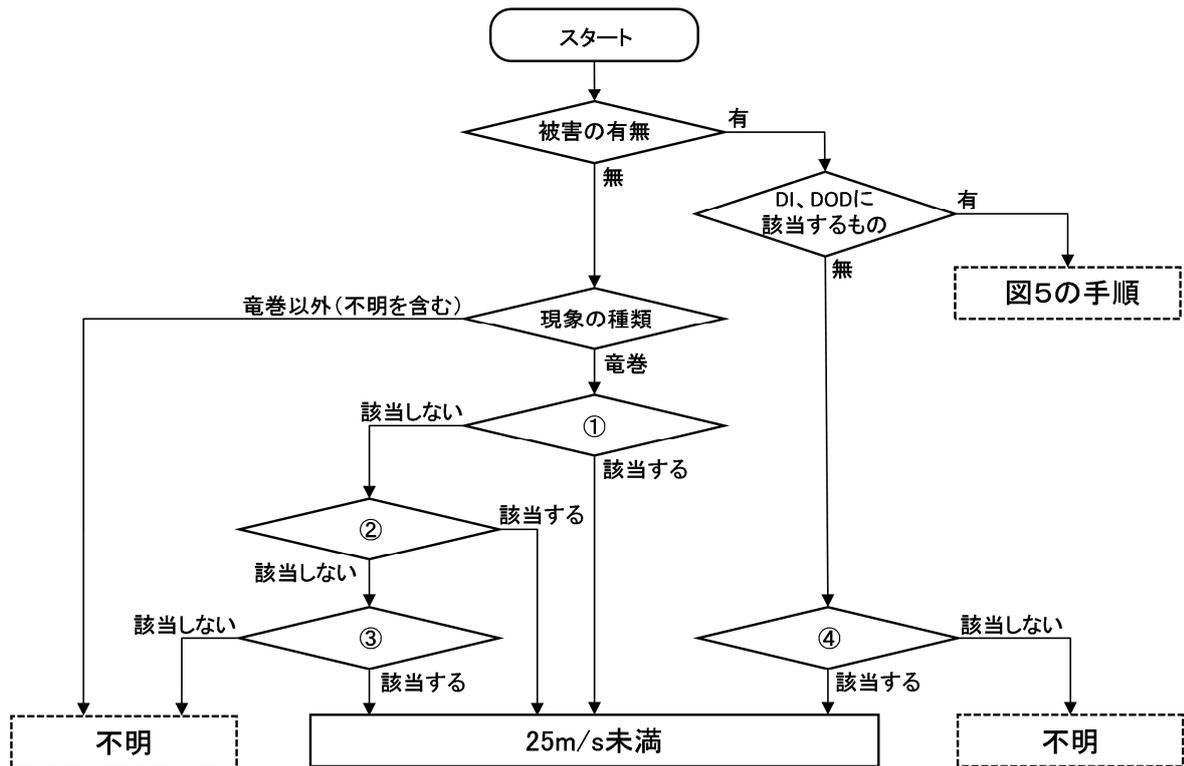 スタート
被害の有無
有
無
DI、DODに
該当するもの
有
無
図5の手順
竜巻以外(不明を含む)
現象の種類
竜巻
該当しない
①
該当する
②
該当する
該当しない
該当しない
③
該当する
④
該当しない
該当する
不明
25m/s未満
不明